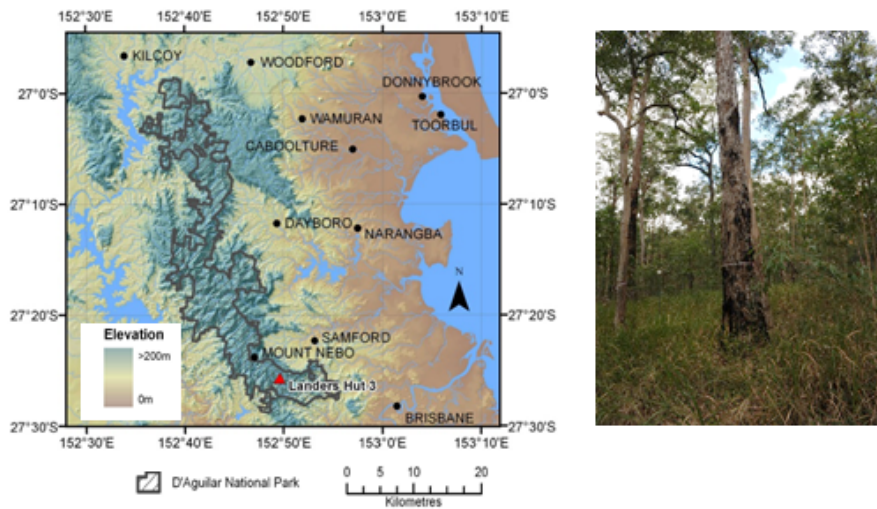 152°30'E 152°40'E 152°50'E 153°0'E 153°10'E
KILCOY
WOODFORD
DONNYBROOK
27°0'S 27°0'S
WAMURAN
TOORBUL
CABOOLTURE
27°10'S 27°10'S
DAYBORO
NARANGBA
N
27°20'S 27°20'S
Elevation
SAMFORD
>200m
MOUNT NEBO
Landers Hut 3
0m
BRISBANE
27°30'S 27°30'S
152°30'E 152°40'E 152°50'E 153°0'E 153°10'E
D'Aguilar National Park
0 5 10 20
Kilometres